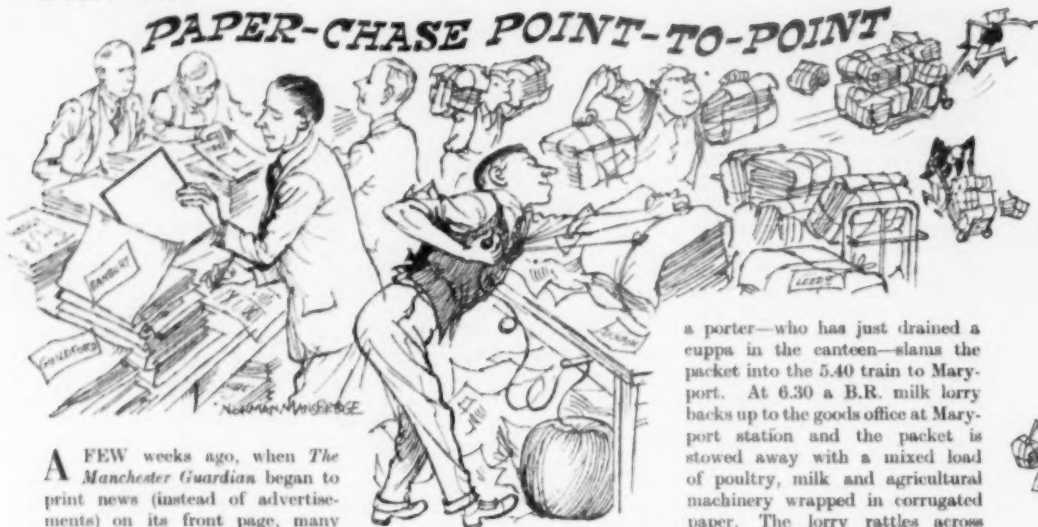 PAPER-CHASE POINT-TO-POINT
BANBURY
GUILDFORD
LEEDS
NORMAN MANSBRIDGE
A FEW weeks ago, when The
Manchester Guardian began to
print news (instead of advertise-
ments) on its front page, many
a porter—who has just drained a
cuppa in the canteen—slams the
packet into the 5.40 train to Mary-
port. At 6.30 a B.R. milk lorry
backs up to the goods office at Mary-
port station and the packet is
stowed away with a mixed load
of poultry, milk and agricultural
machinery wrapped in corrugated
paper. The lorry rattles across